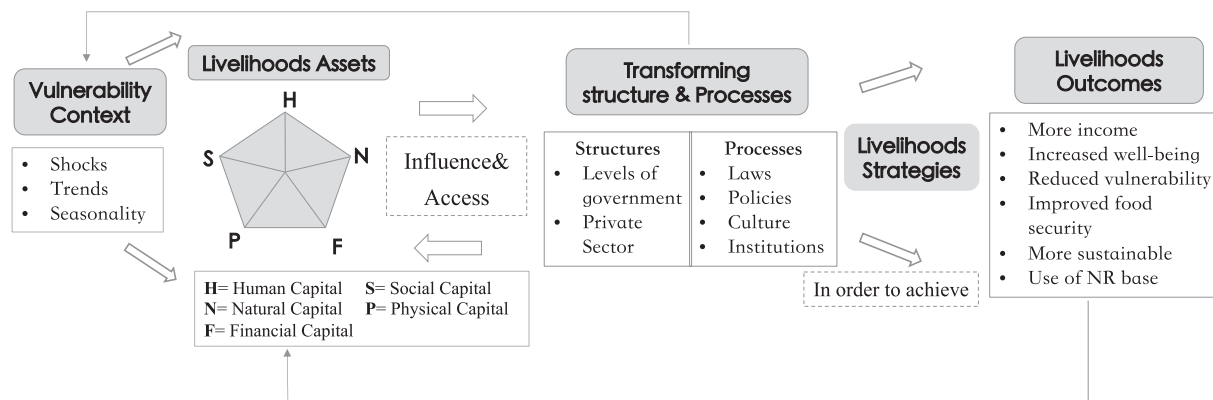 Vulnerability
Context
• Shocks
• Trends
• Seasonality
Livelihoods Assets
H
S
N
P
F
H= Human Capital S= Social Capital
N= Natural Capital P= Physical Capital
F= Financial Capital
Influence&
Access
Transforming
structure & Processes
Structures
• Levels of
government
• Private
Sector
Processes
• Laws
• Policies
• Culture
• Institutions
Livelihoods
Strategies
In order to achieve
Livelihoods
Outcomes
• More income
• Increased well-being
• Reduced vulnerability
• Improved food
security
• More sustainable
• Use of NR base